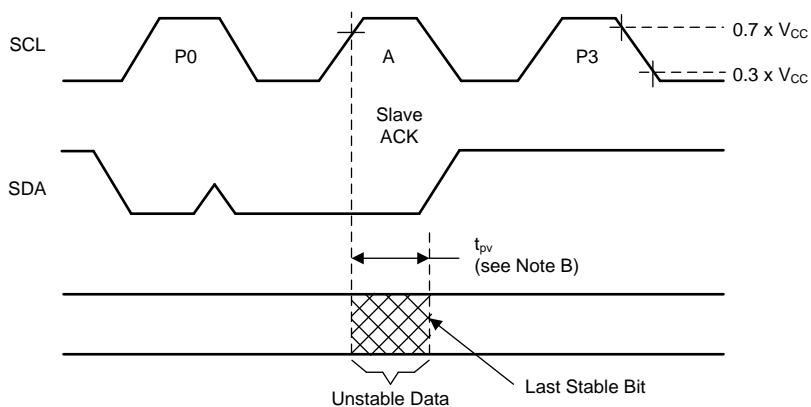 SCL
P0
A
P3
0.7 x VCC
0.3 x VCC
Slave
ACK
SDA
tpv
(see Note B)
Unstable Data
Last Stable Bit